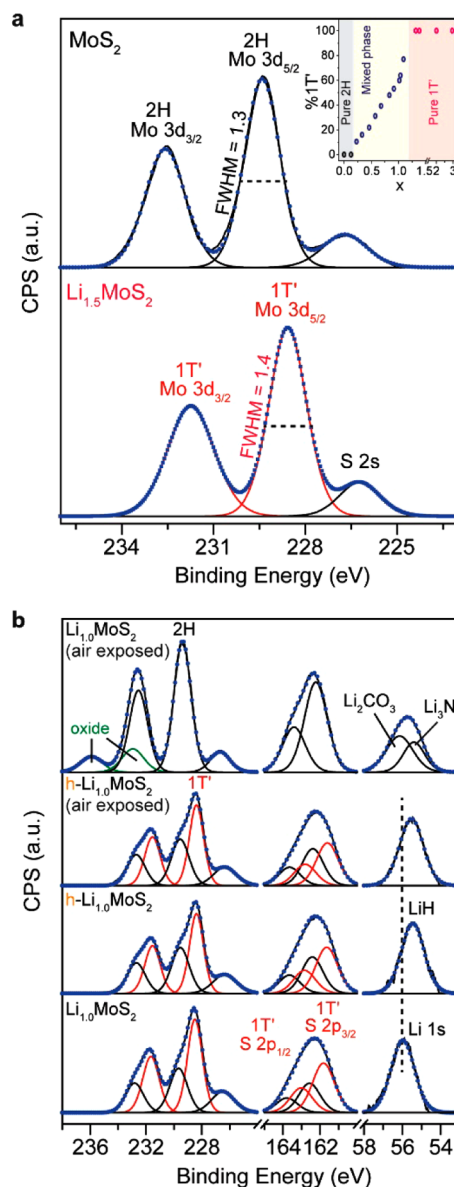 a
MoS2
2H
Mo 3d3/2
2H
Mo 3d5/2
FWHM = 1.3
%1T'
100
80
60
40
20
0
Pure 2H
Mixed phase
Pure 1T'
0.0 0.5 1.0 1.5 2 3
x
CPS (a.u.)
Li1.5MoS2
1T'
Mo 3d3/2
1T'
Mo 3d5/2
FWHM = 1.4
S 2s
234 231 228 225
Binding Energy (eV)
b
Li1.0MoS2
(air exposed)
2H
oxide
Li2CO3
Li3N
h-Li1.0MoS2
(air exposed)
1T'
h-Li1.0MoS2
LiH
Li1.0MoS2
1T'
S 2p1/2
1T'
S 2p3/2
Li 1s
CPS (a.u.)
236 232 228 164 162 58 56 54
Binding Energy (eV)